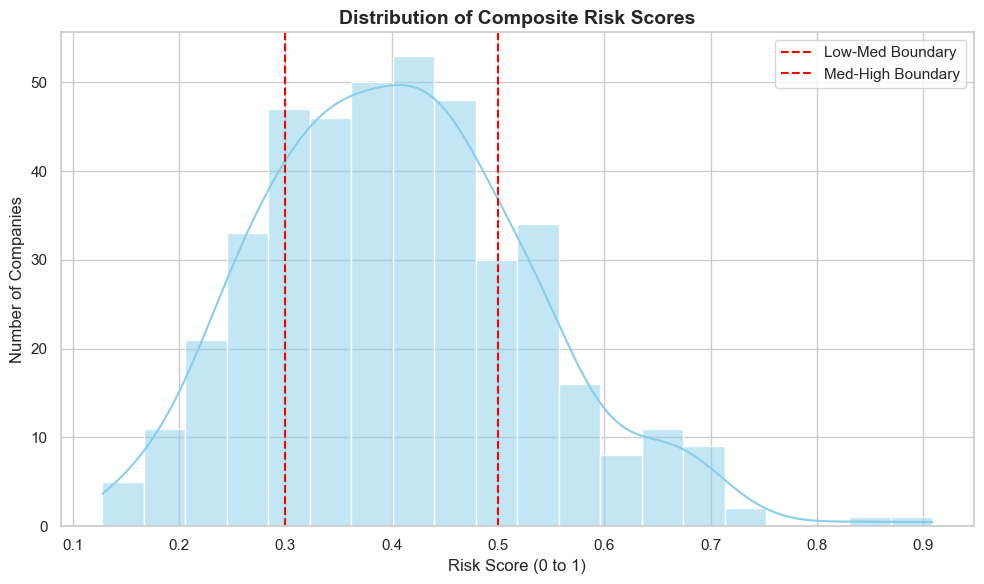 Distribution of Composite Risk Scores
Low-Med Boundary
Med-High Boundary
Number of Companies
50
40
30
20
10
0
0.1 0.2 0.3 0.4 0.5 0.6 0.7 0.8 0.9
Risk Score (0 to 1)